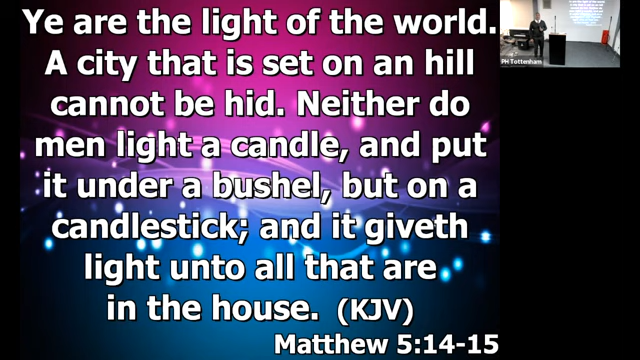 Ye are the light of the world.
A city that is set on an hill
cannot be hid. Neither do
men light a candle, and put
it under a bushel, but on a
candlestick; and it giveth
light unto all that are
in the house. (KJV)
Matthew 5:14-15
PH Tottenham